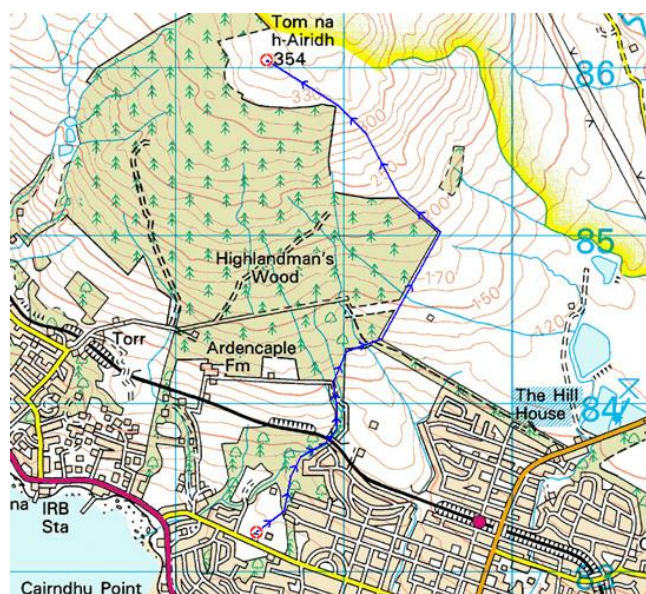 Tom na
h-Airidh
354
86
330
300
200
85
Highlandman's
Wood
170
150
120
Torr
Ardencaple
Fm
The Hill
House
84
na
IRB
Sta
Cairndhu Point
83